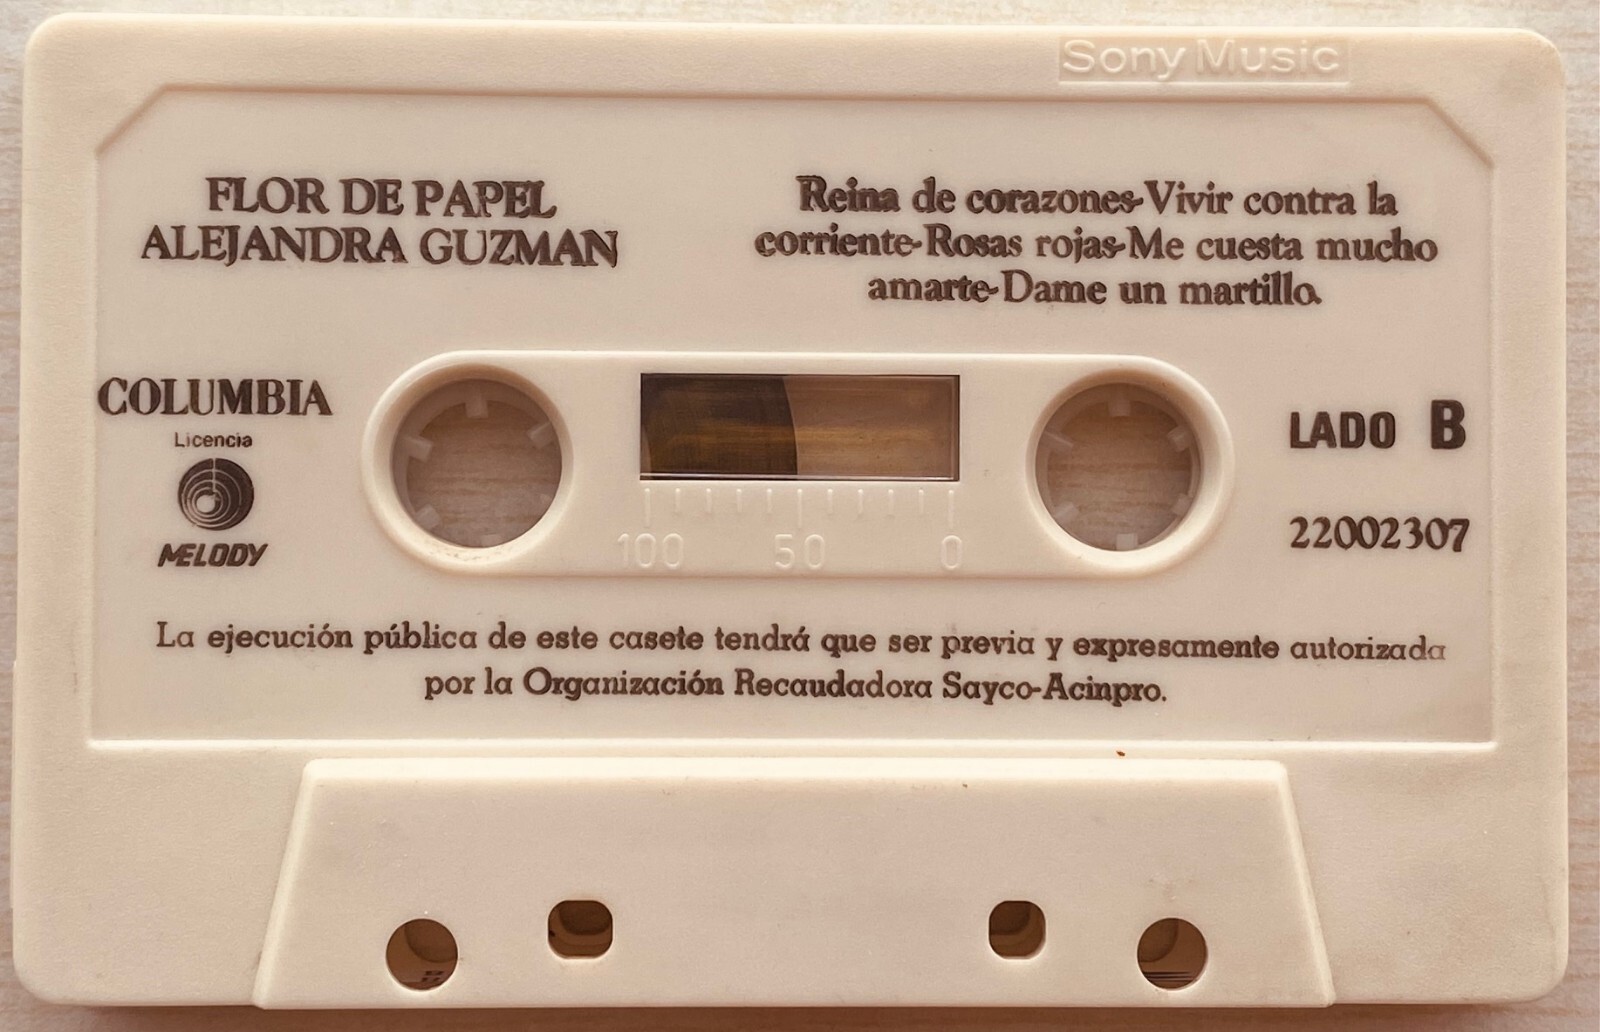 Sony Music
FLOR DE PAPEL
ALEJANDRA GUZMAN
Reina de corazones-Vivir contra la
corriente-Rosas rojas-Me cuesta mucho
amarte-Dame un martillo.
COLUMBIA
Licencia
MELODY
100 50 0
LADO B
22002307
La ejecución pública de este casete tendrá que ser previa y expresamente autorizada
por la Organización Recaudadora Sayco-Acinpro.